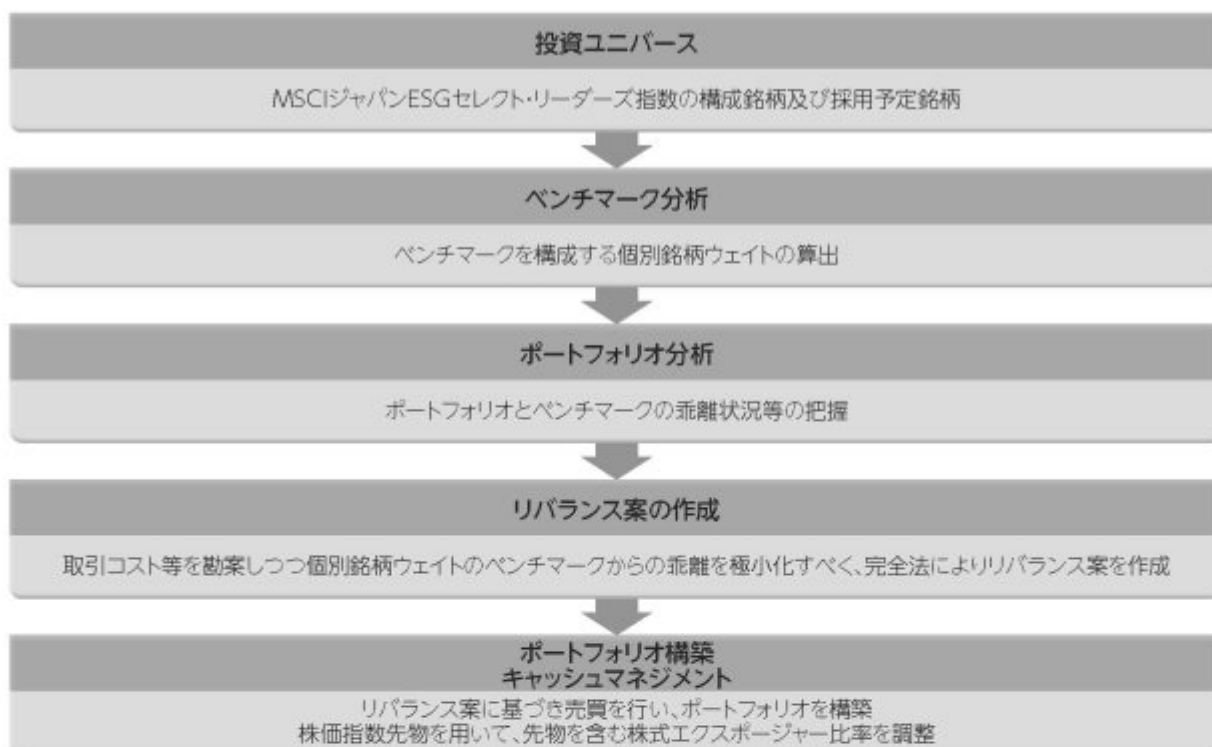 投資ユニバース
MSCIジャパンESGセレクト・リーダーズ指数の構成銘柄及び採用予定銘柄
ベンチマーク分析
ベンチマークを構成する個別銘柄ウェイトの算出
ポートフォリオ分析
ポートフォリオとベンチマークの乖離状況等の把握
リバランス案の作成
取引コスト等を勘案しつつ個別銘柄ウェイトのベンチマークからの乖離を極小化すべく、完全法によりリバランス案を作成
ポートフォリオ構築
キャッシュマネジメント
リバランス案に基づき売買を行い、ポートフォリオを構築
株価指数先物を用いて、先物を含む株式エクスポージャー比率を調整